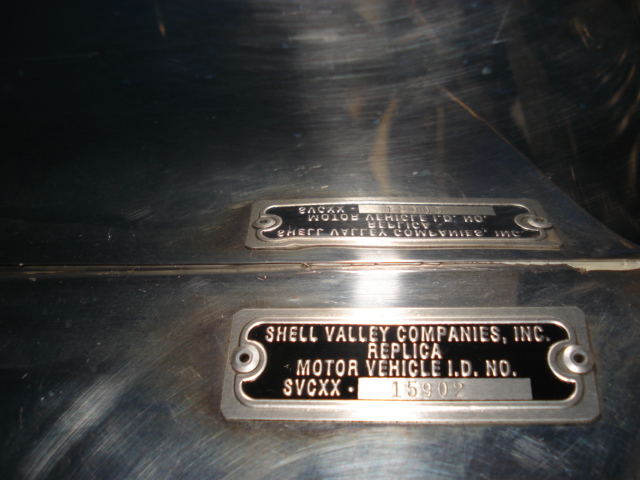 SHELL VALLEY COMPANIES, INC.
REPLICA
MOTOR VEHICLE I.D. NO.
SVCXX · 15902